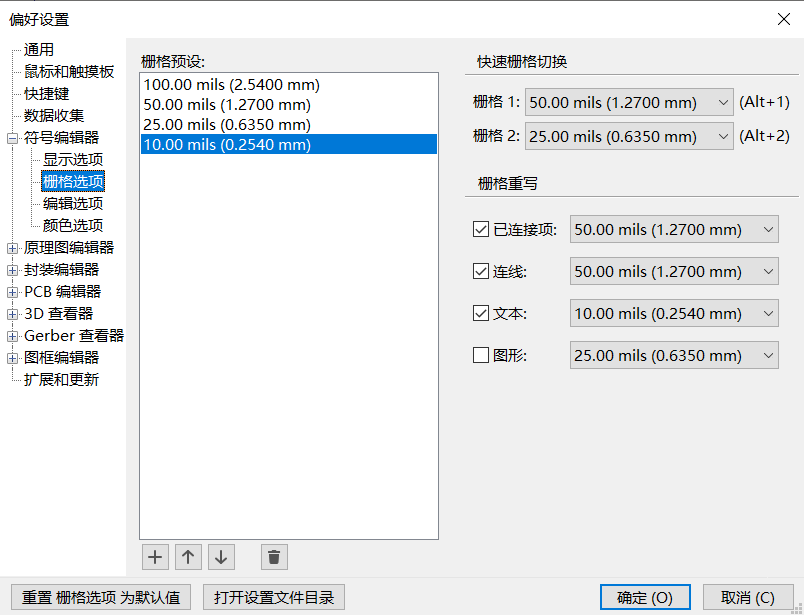 偏好设置
通用
鼠标和触摸板
快捷键
数据收集
符号编辑器
显示选项
栅格选项
编辑选项
颜色选项
原理图编辑器
封装编辑器
PCB 编辑器
3D 查看器
Gerber 查看器
图框编辑器
扩展和更新
栅格预设:
100.00 mils (2.5400 mm)
50.00 mils (1.2700 mm)
25.00 mils (0.6350 mm)
10.00 mils (0.2540 mm)
快速栅格切换
栅格 1: 50.00 mils (1.2700 mm) (Alt+1)
栅格 2: 25.00 mils (0.6350 mm) (Alt+2)
栅格重写
已连接项: 50.00 mils (1.2700 mm)
连线: 50.00 mils (1.2700 mm)
文本: 10.00 mils (0.2540 mm)
图形: 25.00 mils (0.6350 mm)
重置 栅格选项 为默认值
打开设置文件目录
确定 (O)
取消 (C)